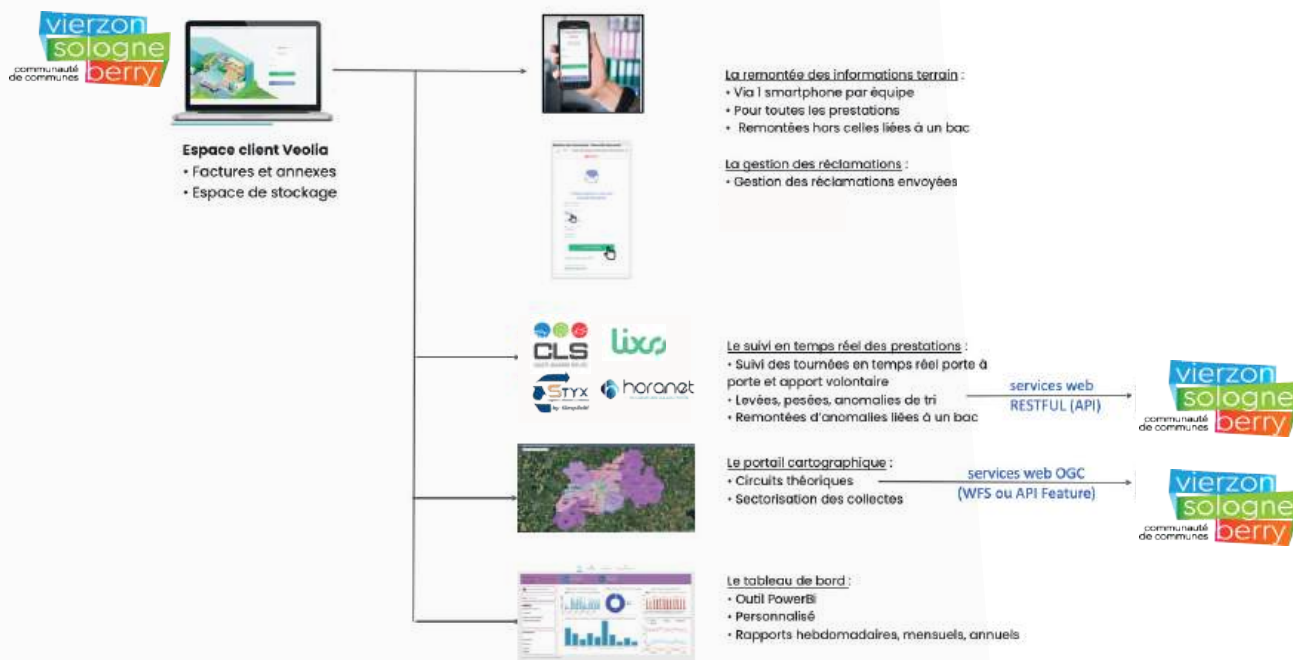 vierzon
sologne
berry
communauté
de communes
Espace client Veolia
• Factures et annexes
• Espace de stockage
La remontée des informations terrain :
• Via 1 smartphone par équipe
• Pour toutes les prestations
• Remontées hors celles liées à un bac
La gestion des réclamations :
• Gestion des réclamations envoyées
CLS
lixo
STYX
by Simplicité
horanet
Le suivi en temps réel des prestations :
• Suivi des tournées en temps réel porte à
porte et apport volontaire
• Levées, pesées, anomalies de tri
• Remontées d'anomalies liées à un bac
services web
RESTFUL (API)
vierzon
sologne
berry
communauté
de communes
Le portail cartographique :
• Circuits théoriques
• Sectorisation des collectes
services web OGC
(WFS ou API Feature)
vierzon
sologne
berry
communauté
de communes
Le tableau de bord :
• Outil PowerBi
• Personnalisé
• Rapports hebdomadaires, mensuels, annuels